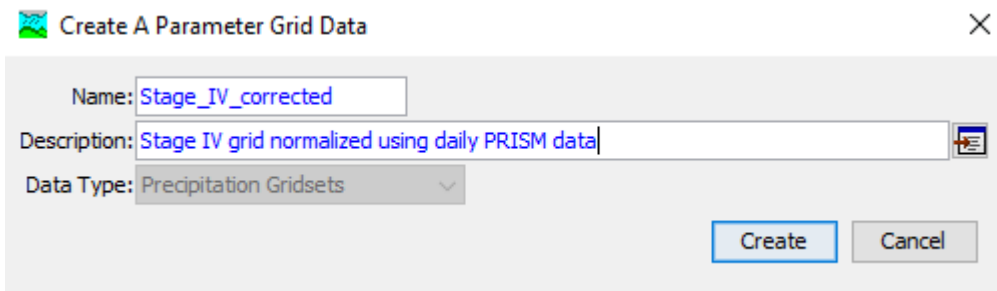 Create A Parameter Grid Data
Name: Stage_IV_corrected
Description: Stage IV grid normalized using daily PRISM data
Data Type: Precipitation Gridsets
Create Cancel